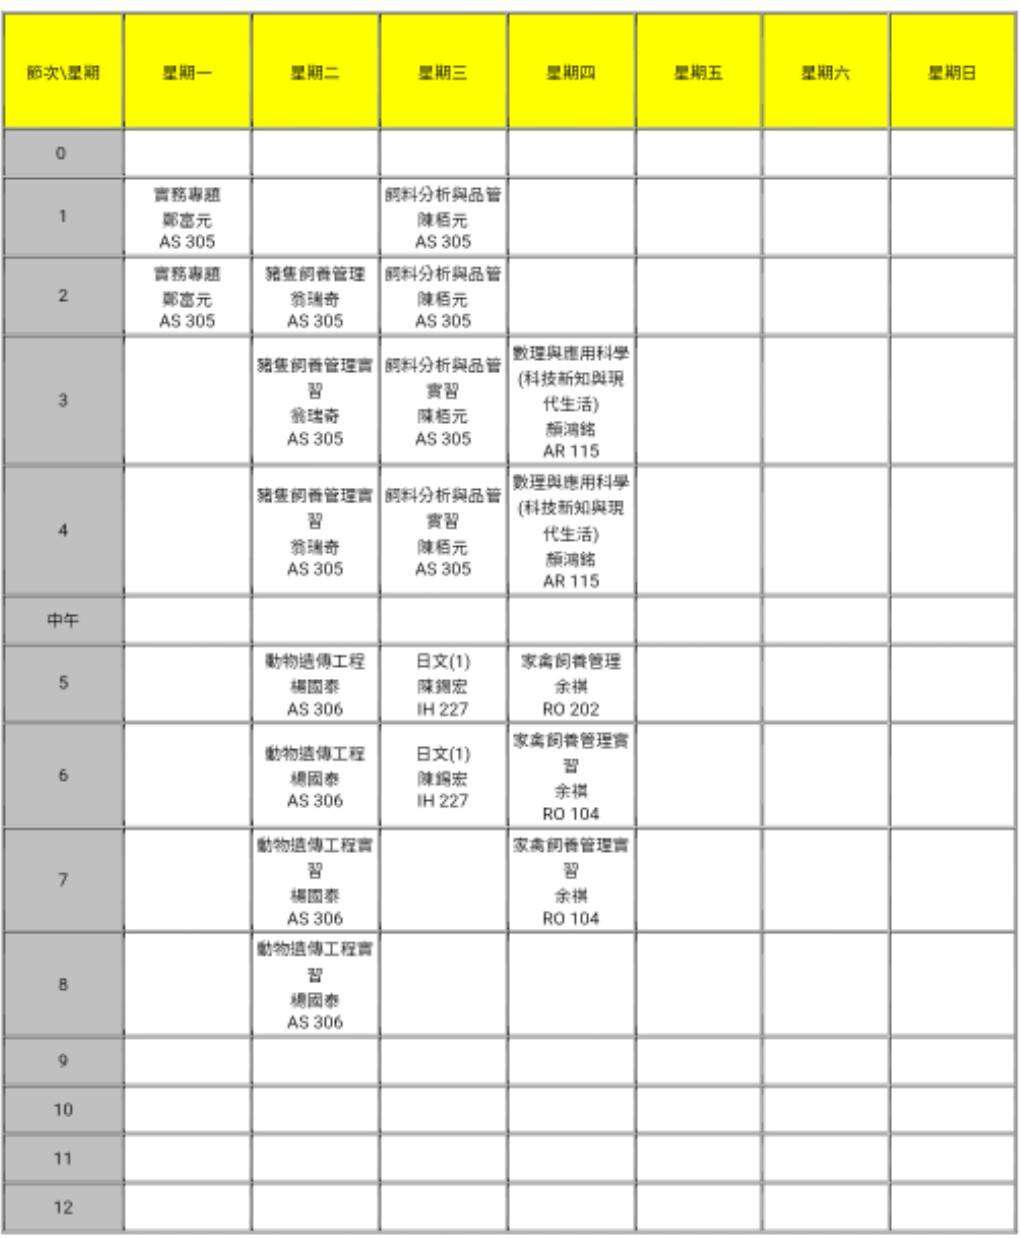 節次\星期 星期一 星期二 星期三 星期四 星期五 星期六 星期日
0
1
實務專題
鄭富元
AS 305
飼料分析與品管
陳栢元
AS 305
2
實務專題
鄭富元
AS 305
豬隻飼養管理
翁瑞奇
AS 305
飼料分析與品管
陳栢元
AS 305
3
豬隻飼養管理實
習
翁瑞奇
AS 305
飼料分析與品管
實習
陳栢元
AS 305
數理與應用科學
(科技新知與現
代生活)
顏鴻銘
AR 115
4
豬隻飼養管理實
習
翁瑞奇
AS 305
飼料分析與品管
實習
陳栢元
AS 305
數理與應用科學
(科技新知與現
代生活)
顏鴻銘
AR 115
中午
5
動物遺傳工程
楊國泰
AS 306
日文(1)
陳錫宏
IH 227
家禽飼養管理
余祺
RO 202
6
動物遺傳工程
楊國泰
AS 306
日文(1)
陳錫宏
IH 227
家禽飼養管理實
習
余祺
RO 104
7
動物遺傳工程實
習
楊國泰
AS 306
家禽飼養管理實
習
余祺
RO 104
8
動物遺傳工程實
習
楊國泰
AS 306
9
10
11
12